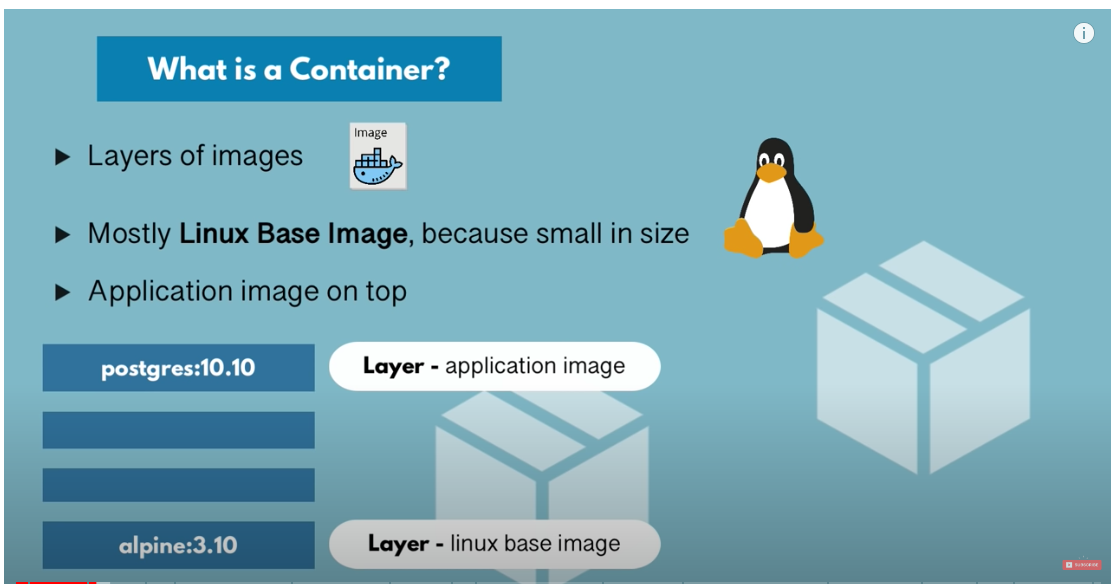 What is a Container?
Layers of images
Image
Mostly Linux Base Image, because small in size
Application image on top
postgres:10.10
Layer - application image
alpine:3.10
Layer - linux base image
SUBSCRIBE